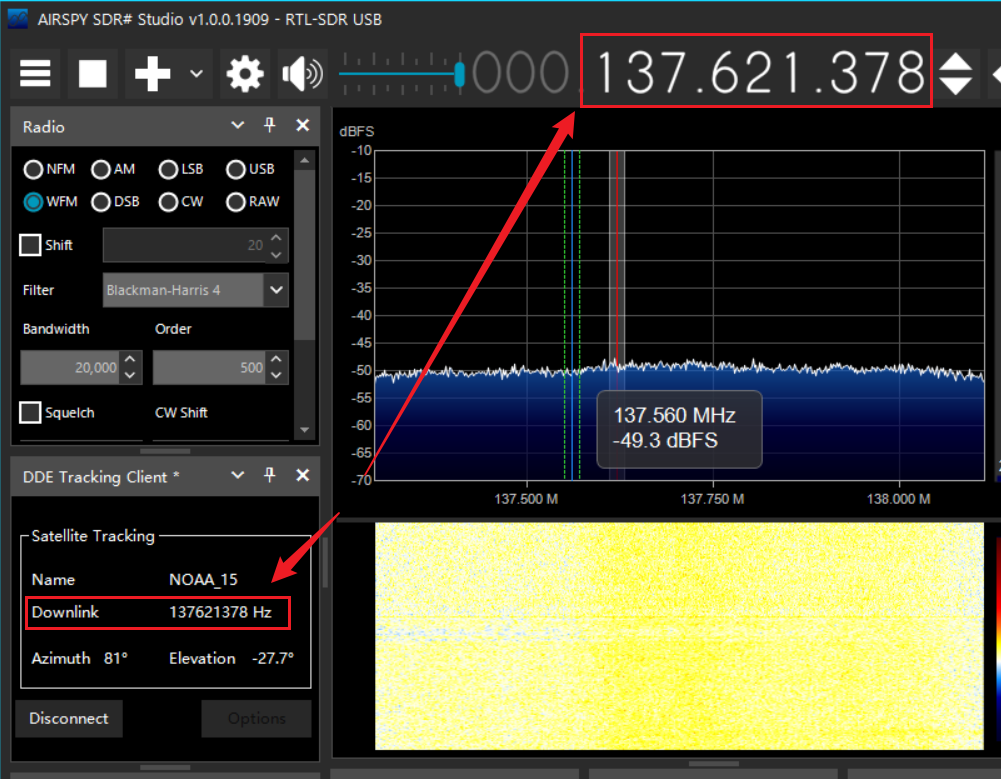 AIRSPY SDR# Studio v1.0.0.1909 - RTL-SDR USB
000.137.621.378
Radio
NFM AM LSB USB
WFM DSB CW RAW
Shift 20
Filter Blackman-Harris 4
Bandwidth Order
20,000 500
Squelch CW Shift
DDE Tracking Client *
Satellite Tracking
Name NOAA_15
Downlink 137621378 Hz
Azimuth 81° Elevation -27.7°
Disconnect Options
dBFS
-10
-15
-20
-25
-30
-35
-40
-45
-50
-55
-60
-65
-70
137.560 MHz
-49.3 dBFS
137.500 M 137.750 M 138.000 M